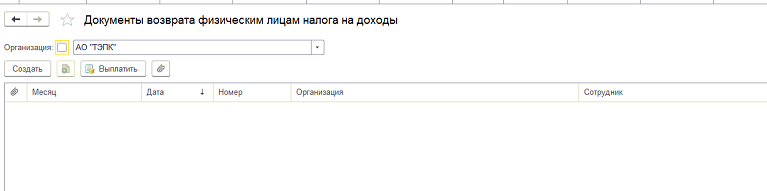 Документы возврата физическим лицам налога на доходы
Организация: АО "ТЭПК"
Создать Выплатить
Месяц Дата ↓ Номер Организация Сотрудник